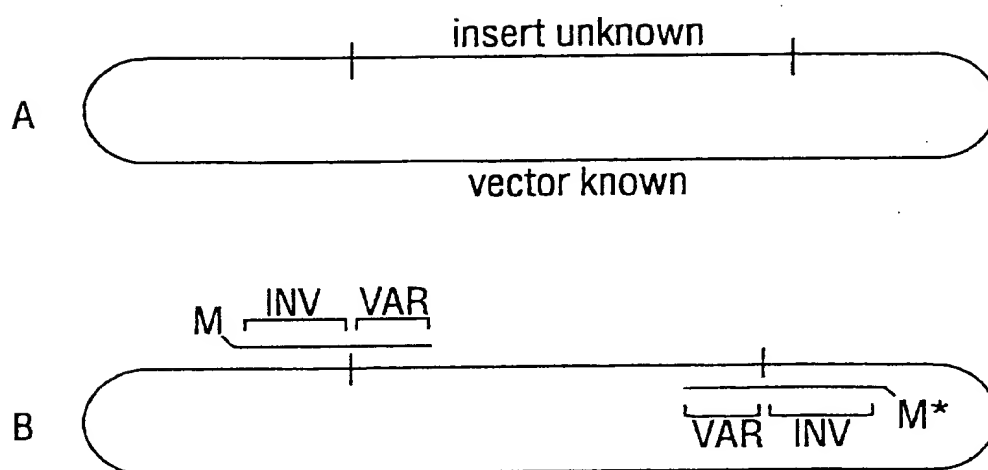 insert unknown
A
vector known
INV VAR
M
M*
B
VAR INV